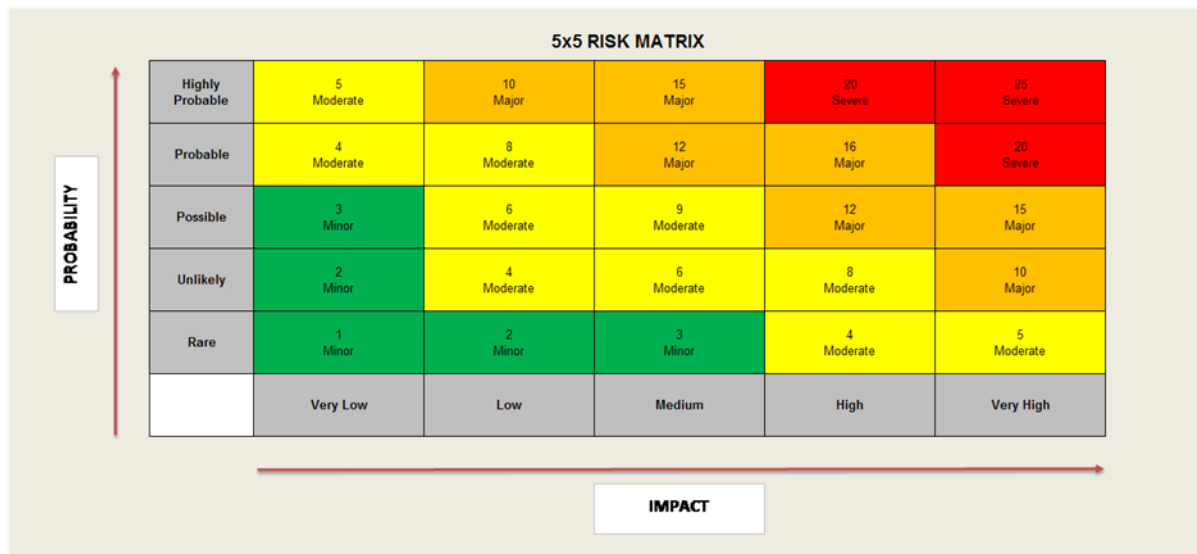 5x5 RISK MATRIX
Highly
Probable
5
Moderate
10
Major
15
Major
20
Severe
25
Severe
Probable
4
Moderate
8
Moderate
12
Major
16
Major
20
Severe
PROBABILITY
Possible
3
Minor
6
Moderate
9
Moderate
12
Major
15
Major
Unlikely
2
Minor
4
Moderate
6
Moderate
8
Moderate
10
Major
Rare
1
Minor
2
Minor
3
Minor
4
Moderate
5
Moderate
Very Low
Low
Medium
High
Very High
IMPACT